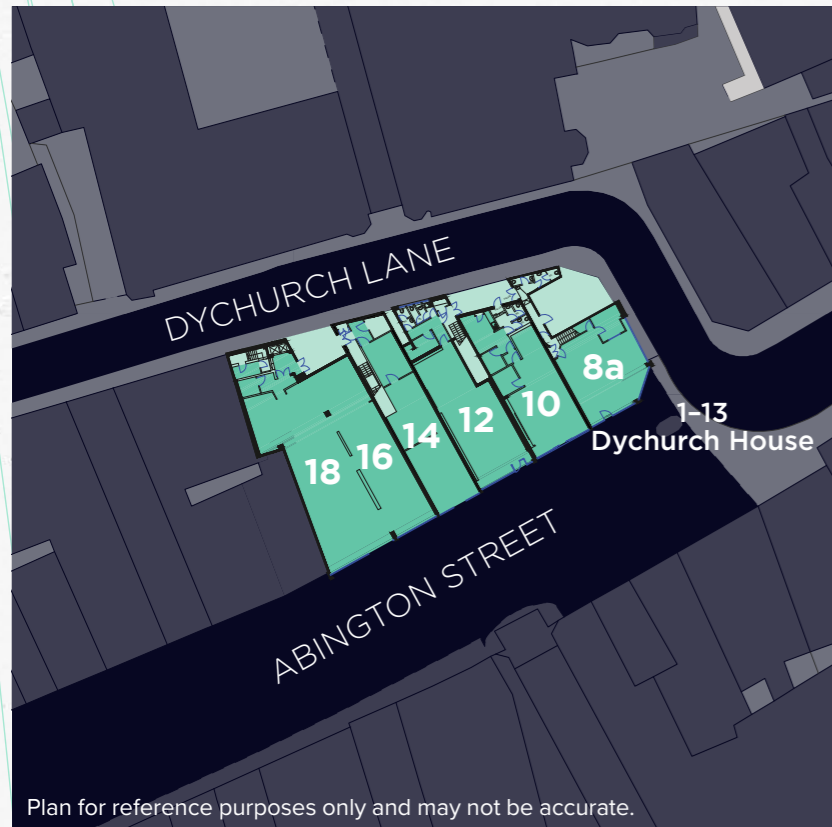 DYCHURCH LANE
8a
10
12
14
16
18
1–13
Dychurch House
ABINGTON STREET
Plan for reference purposes only and may not be accurate.